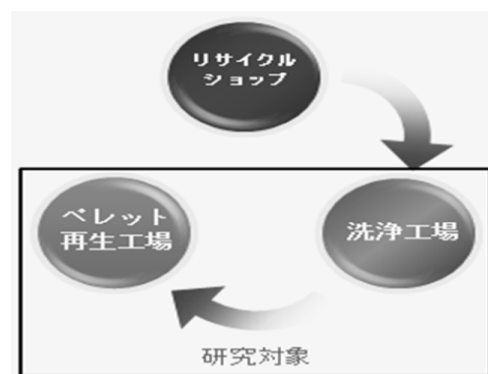 リサイクル
ショップ
ペレット
再生工場
洗浄工場
研究対象